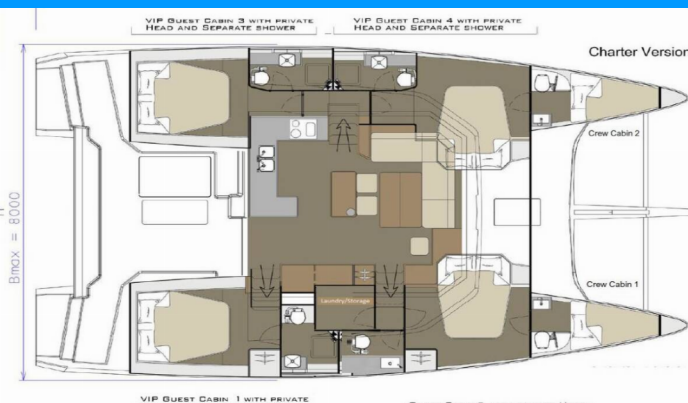 VIP GUEST CABIN 3 WITH PRIVATE
HEAD AND SEPARATE SHOWER
VIP GUEST CABIN 4 WITH PRIVATE
HEAD AND SEPARATE SHOWER
Charter Version
Crew Cabin 2
Bmax = 8000
Crew Cabin 1
Laundry/Storage
VIP GUEST CABIN 1 WITH PRIVATE